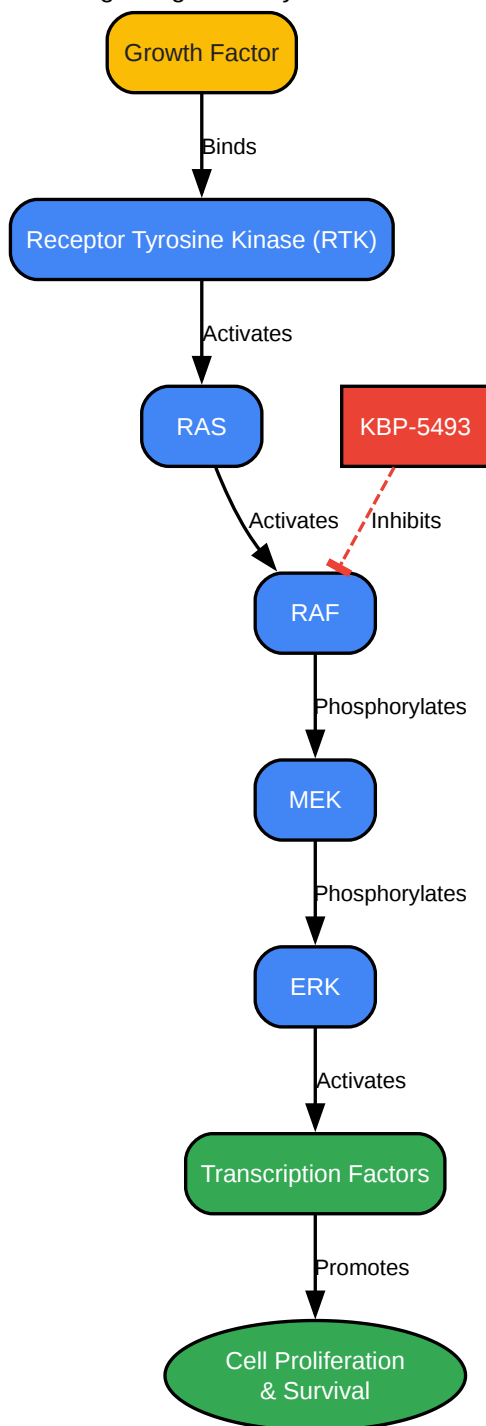 Growth Factor
Binds
Receptor Tyrosine Kinase (RTK)
Activates
RAS
KBP-5493
Activates
Inhibits
RAF
Phosphorylates
MEK
Phosphorylates
ERK
Activates
Transcription Factors
Promotes
Cell Proliferation
& Survival